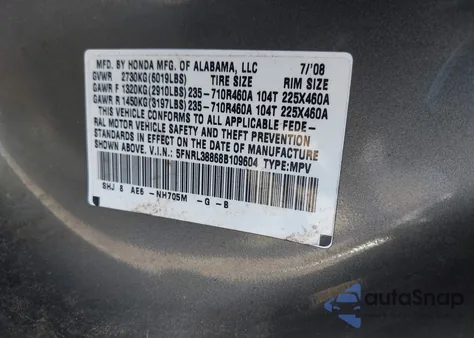 MFD. BY HONDA MFG. OF ALABAMA, LLC 7/'08
GVWR 2730KG(6019LBS) TIRE SIZE RIM SIZE
GAWR F 1320KG(2910LBS)235-710R460A 104T 225X460A
GAWR R 1450KG(3197LBS)235-710R460A 104T 225X460A
THIS VEHICLE CONFORMS TO ALL APPLICABLE FEDE-
RAL MOTOR VEHICLE SAFETY AND THEFT PREVENTION
STANDARDS IN EFFECT ON THE DATE OF MANUFACTURE
SHOWN ABOVE. V.I.N.: 5FNRL38868B109604 TYPE:MPV
SHJ 6 AE6 -NH705M -G -B
autoSnap